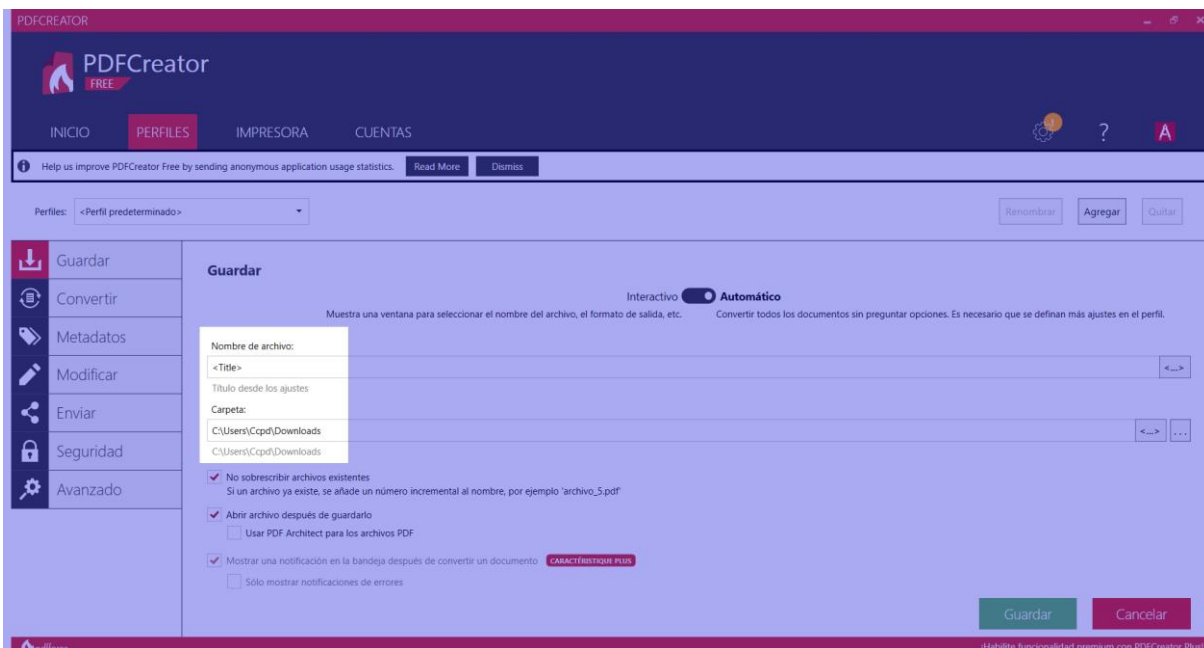 PDFCREATOR
PDFCreator
FREE
INICIO PERFILES IMPRESORA CUENTAS ? A
Help us improve PDFCreator Free by sending anonymous application usage statistics. Read More Dismiss
Perfiles: <Perfil predeterminado> Renombrar Agregar Quitar
Guardar
Convertir
Metadatos
Modificar
Enviar
Seguridad
Avanzado
Guardar
Interactivo Automático
Muestra una ventana para seleccionar el nombre del archivo, el formato de salida, etc. Convertir todos los documentos sin preguntar opciones. Es necesario que se definan más ajustes en el perfil.
Nombre de archivo:
<Title> <...>
Título desde los ajustes
Carpeta:
C:\Users\Ccpd\Downloads <...> ...
C:\Users\Ccpd\Downloads
No sobrescribir archivos existentes
Si un archivo ya existe, se añade un número incremental al nombre, por ejemplo 'archivo_5.pdf'
Abrir archivo después de guardarlo
Usar PDF Architect para los archivos PDF
Mostrar una notificación en la bandeja después de convertir un documento CARACTÉRISTIQUE PLUS
Sólo mostrar notificaciones de errores
Guardar Cancelar
¡Habilite funcionalidad premium con PDFCreator Plus!